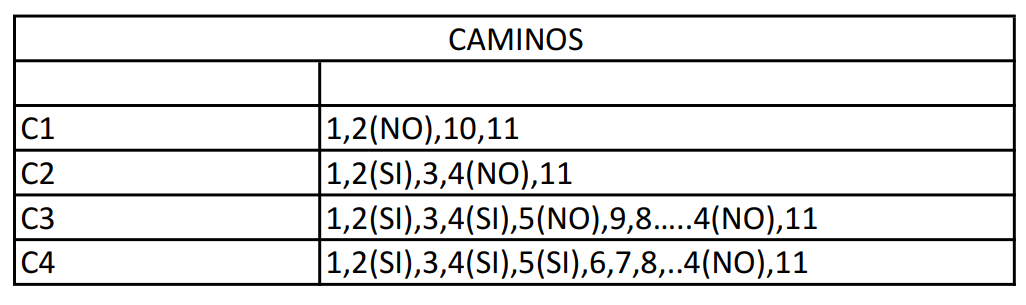 CAMINOS
C1 1,2(NO),10,11
C2 1,2(SI),3,4(NO),11
C3 1,2(SI),3,4(SI),5(NO),9,8.....4(NO),11
C4 1,2(SI),3,4(SI),5(SI),6,7,8,..4(NO),11